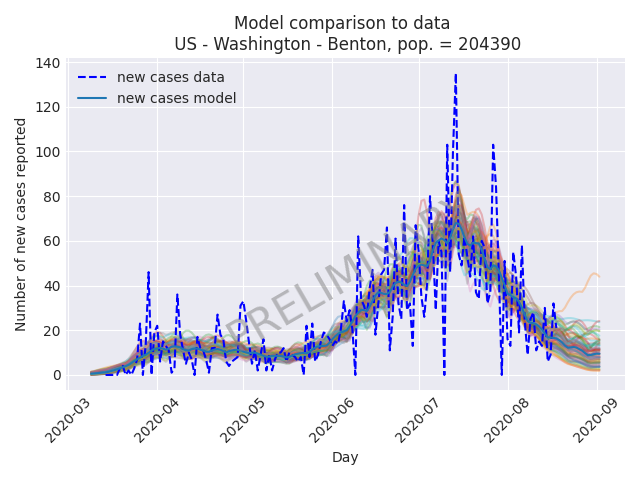 Model comparison to data
US - Washington - Benton, pop. = 204390
140
120
100
80
60
40
20
0
Number of new cases reported
new cases data
new cases model
PRELIMINARY
2020-03
2020-04
2020-05
2020-06
2020-07
2020-08
2020-09
Day